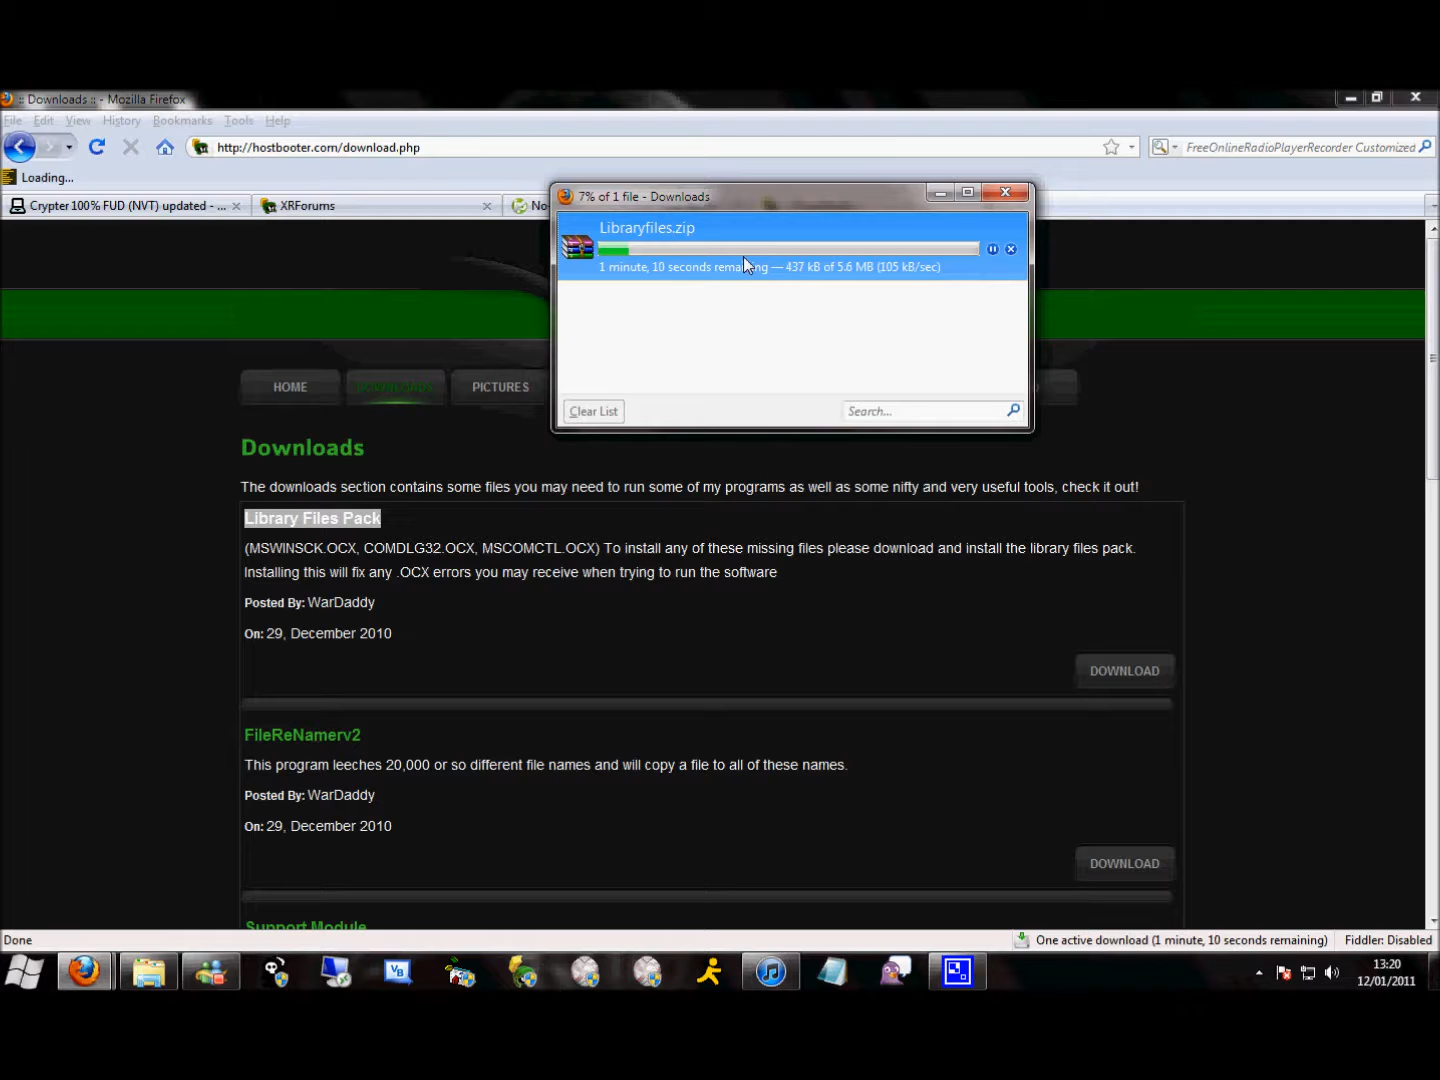 :: Downloads :: - Mozilla Firefox
File Edit View History Bookmarks Tools Help
http://hostbooter.com/download.php
FreeOnlineRadioPlayerRecorder Customized
Loading...
Crypter 100% FUD (NVT) updated - ...
XRForums
No
7% of 1 file - Downloads
Libraryfiles.zip
1 minute, 10 seconds remaining — 437 kB of 5.6 MB (105 kB/sec)
Clear List
Search...
HOME
DOWNLOADS
PICTURES
Downloads
The downloads section contains some files you may need to run some of my programs as well as some nifty and very useful tools, check it out!
Library Files Pack
(MSWINSCK.OCX, COMDLG32.OCX, MSCOMCTL.OCX) To install any of these missing files please download and install the library files pack.
Installing this will fix any .OCX errors you may receive when trying to run the software
Posted By: WarDaddy
On: 29, December 2010
DOWNLOAD
FileReNamerv2
This program leeches 20,000 or so different file names and will copy a file to all of these names.
Posted By: WarDaddy
On: 29, December 2010
DOWNLOAD
Support Module
Done
One active download (1 minute, 10 seconds remaining)
Fiddler: Disabled
VB
13:20
12/01/2011